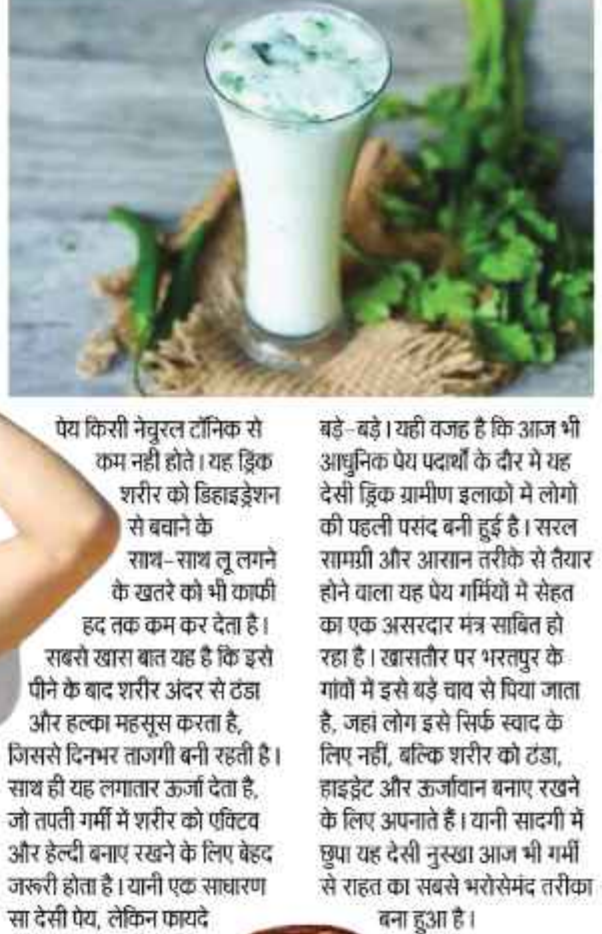 पेय किसी नेचुरल टॉनिक से
कम नहीं होते। यह ड्रिंक
शरीर को डिहाइड्रेशन
से बचाने के
साथ-साथ लू लगने
के खतरे को भी काफी
हद तक कम कर देता है।
सबसे खास बात यह है कि इसे
पीने के बाद शरीर अंदर से ठंडा
और हल्का महसूस करता है,
जिससे दिनभर ताजगी बनी रहती है।
साथ ही यह लगातार ऊर्जा देता है,
जो तपती गर्मी में शरीर को एक्टिव
और हेल्दी बनाए रखने के लिए बेहद
जरूरी होता है। यानी एक साधारण
सा देसी पेय, लेकिन फायदे
बड़े-बड़े। यही वजह है कि आज भी
आधुनिक पेय पदार्थों के दौर में यह
देसी ड्रिंक ग्रामीण इलाकों में लोगों
की पहली पसंद बनी हुई है। सरल
सामग्री और आसान तरीके से तैयार
होने वाला यह पेय गर्मियों में सेहत
का एक असरदार मंत्र साबित हो
रहा है। खासतौर पर भरतपुर के
गांवों में इसे बड़े चाव से पिया जाता
है, जहां लोग इसे सिर्फ स्वाद के
लिए नहीं, बल्कि शरीर को ठंडा,
हाइड्रेट और ऊर्जावान बनाए रखने
के लिए अपनाते हैं। यानी सादगी में
छुपा यह देसी नुस्खा आज भी गर्मी
से राहत का सबसे भरोसेमंद तरीका
बना हुआ है।